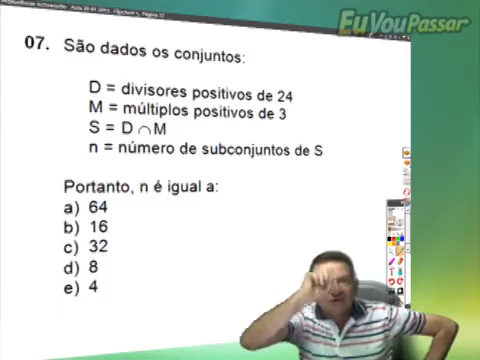 EuVouPassar
07. São dados os conjuntos:
D = divisores positivos de 24
M = múltiplos positivos de 3
S = D ∩ M
n = número de subconjuntos de S
Portanto, n é igual a:
a) 64
b) 16
c) 32
d) 8
e) 4